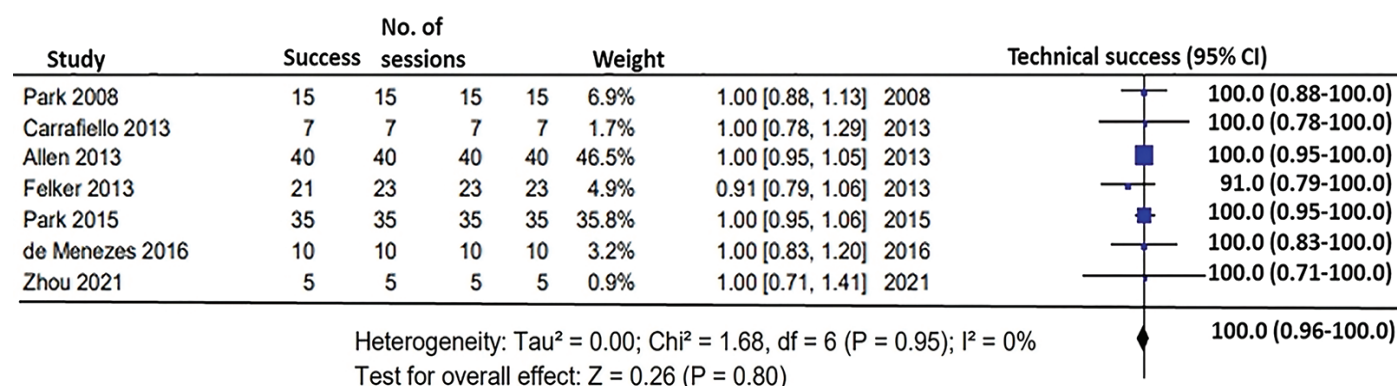 Study Success No. of sessions Weight Technical success (95% CI)
Park 2008 15 15 15 15 6.9% 1.00 [0.88, 1.13] 2008 100.0 (0.88-100.0)
Carrafiello 2013 7 7 7 7 1.7% 1.00 [0.78, 1.29] 2013 100.0 (0.78-100.0)
Allen 2013 40 40 40 40 46.5% 1.00 [0.95, 1.05] 2013 100.0 (0.95-100.0)
Felker 2013 21 23 23 23 4.9% 0.91 [0.79, 1.06] 2013 91.0 (0.79-100.0)
Park 2015 35 35 35 35 35.8% 1.00 [0.95, 1.06] 2015 100.0 (0.95-100.0)
de Menezes 2016 10 10 10 10 3.2% 1.00 [0.83, 1.20] 2016 100.0 (0.83-100.0)
Zhou 2021 5 5 5 5 0.9% 1.00 [0.71, 1.41] 2021 100.0 (0.71-100.0)
Heterogeneity: Tau² = 0.00; Chi² = 1.68, df = 6 (P = 0.95); I² = 0% 100.0 (0.96-100.0)
Test for overall effect: Z = 0.26 (P = 0.80)